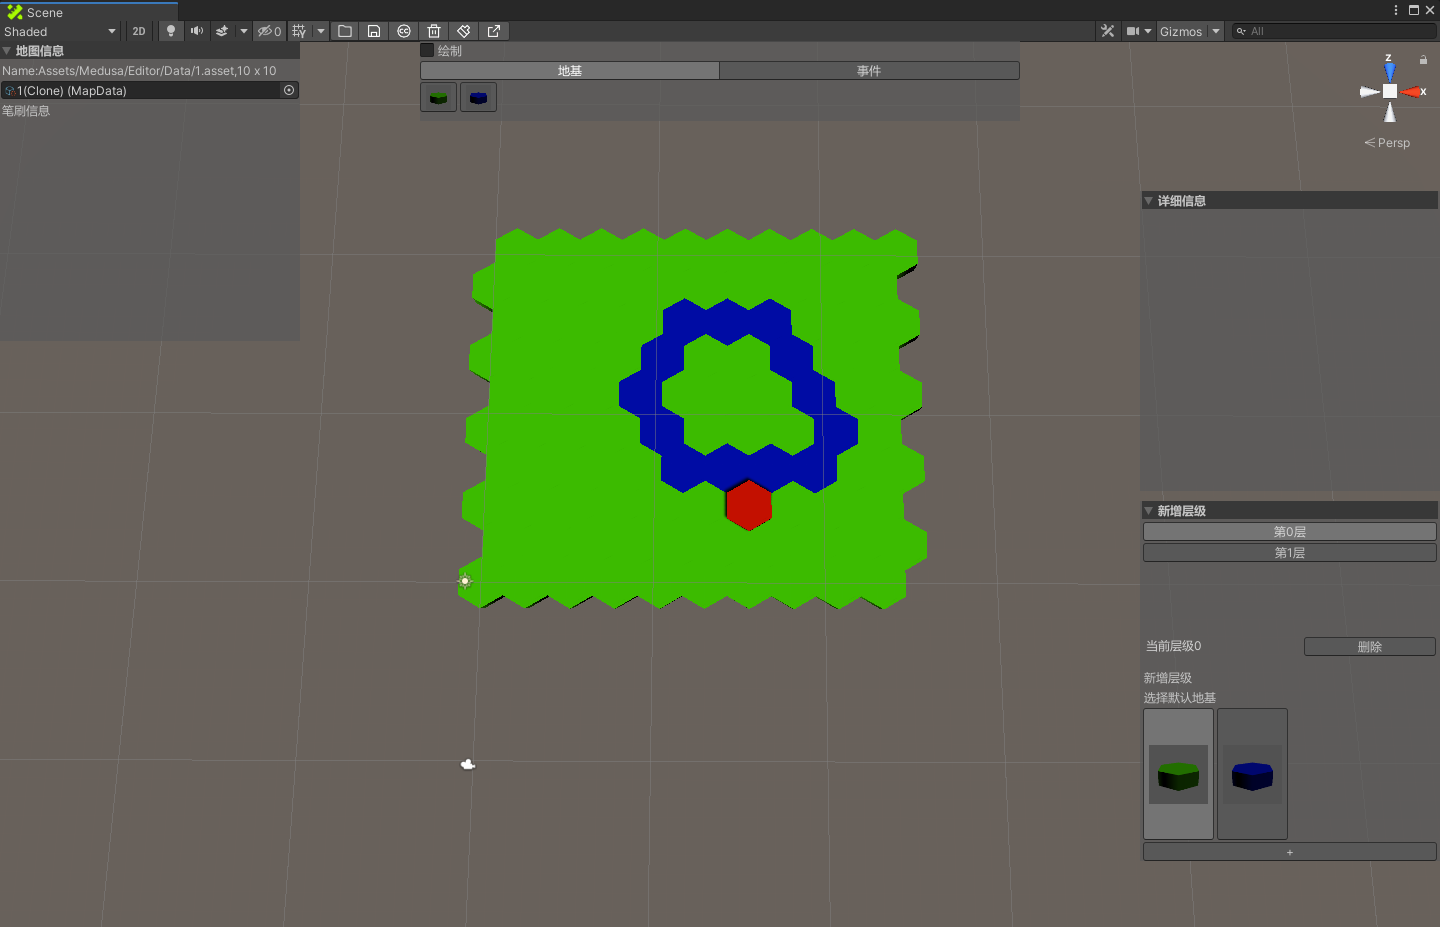 Scene
Shaded
2D
0
Gizmos
All
地图信息
Name:Assets/Medusa/Editor/Data/1.asset,10 x 10
1(Clone) (MapData)
笔刷信息
绘制
地基
事件
z
x
Persp
详细信息
新增层级
第0层
第1层
当前层级0
删除
新增层级
选择默认地基
+